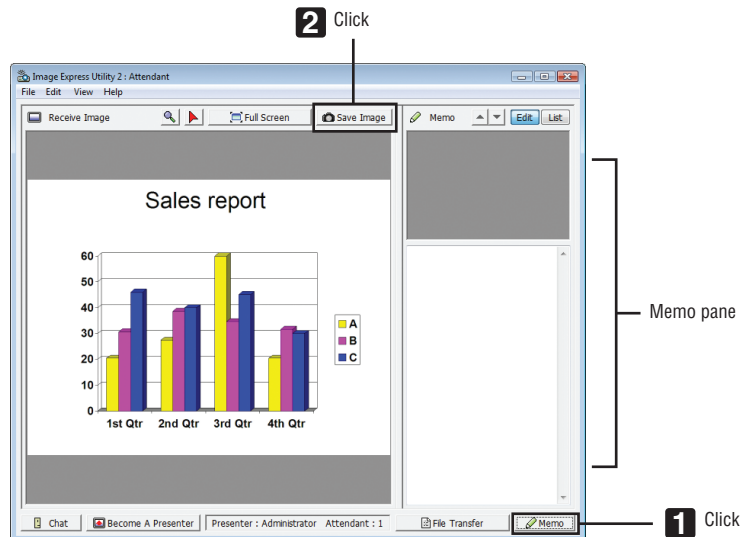 2 Click
Image Express Utility 2 : Attendant
File Edit View Help
Receive Image Full Screen Save Image Memo Edit List
Sales report
60
50
40
30
20
10
0
A
B
C
1st Qtr 2nd Qtr 3rd Qtr 4th Qtr
Memo pane
Chat Become A Presenter Presenter : Administrator Attendant : 1 File Transfer Memo
1 Click